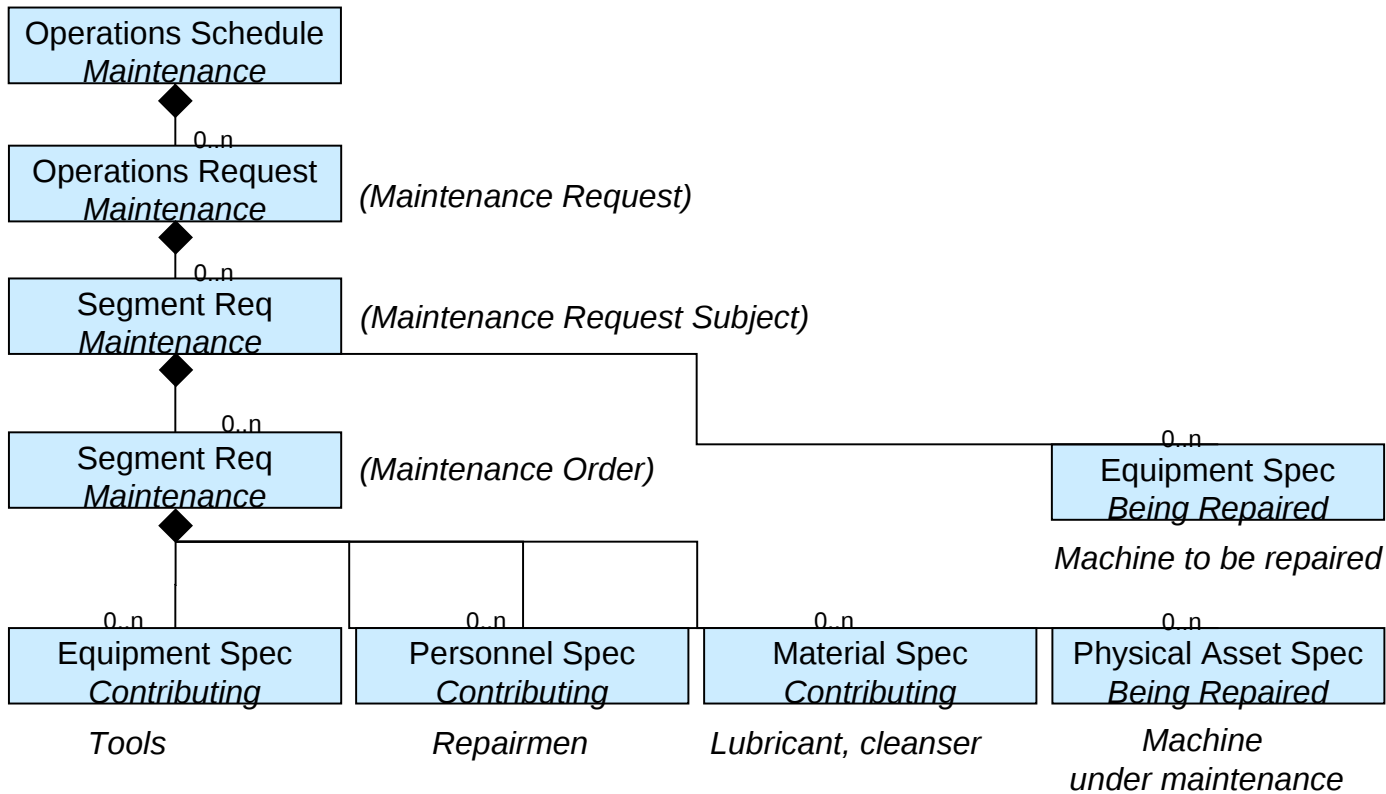 Operations Schedule
Maintenance
0..n
Operations Request
Maintenance
(Maintenance Request)
0..n
Segment Req
Maintenance
(Maintenance Request Subject)
0..n
Segment Req
Maintenance
(Maintenance Order)
0..n
Equipment Spec
Being Repaired
Machine to be repaired
0..n
0..n
0..n
0..n
Equipment Spec
Contributing
Personnel Spec
Contributing
Material Spec
Contributing
Physical Asset Spec
Being Repaired
Tools
Repairmen
Lubricant, cleanser
Machine
under maintenance